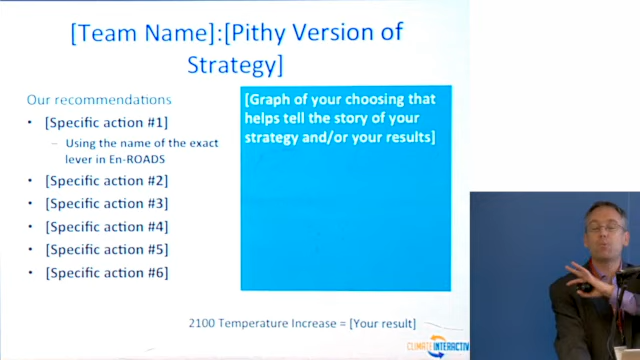 [Team Name]:[Pithy Version of
Strategy]
Our recommendations
• [Specific action #1]
– Using the name of the exact
lever in En-ROADS
• [Specific action #2]
• [Specific action #3]
• [Specific action #4]
• [Specific action #5]
• [Specific action #6]
[Graph of your choosing that
helps tell the story of your
strategy and/or your results]
2100 Temperature Increase = [Your result]
CLIMATE INTERACTIV